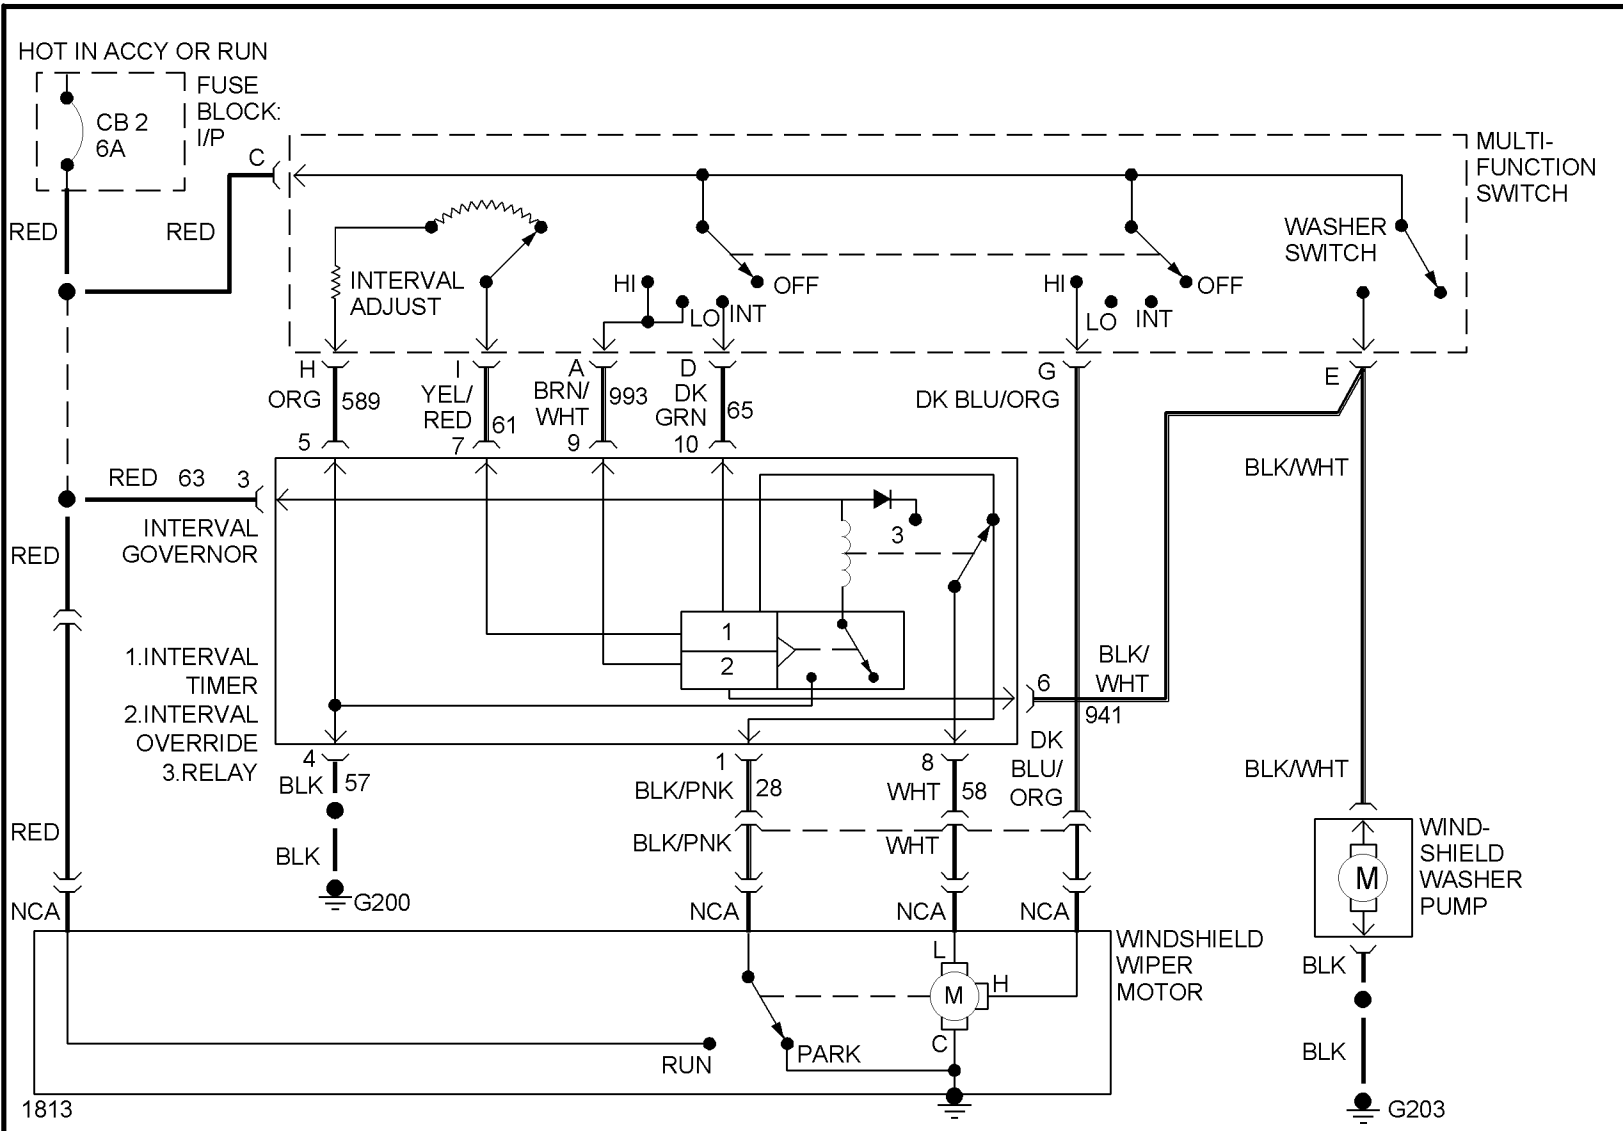 HOT IN ACCY OR RUN
FUSE
BLOCK:
I/P
CB 2
6A
C
MULTI-
FUNCTION
SWITCH
RED
RED
WASHER
SWITCH
INTERVAL
ADJUST
HI
OFF
LO
INT
HI
OFF
LO
INT
H
I
A
D
G
E
ORG
589
YEL/
RED
61
BRN/
WHT
993
DK
GRN
65
DK BLU/ORG
5
7
9
10
BLK/WHT
RED 63 3
INTERVAL
GOVERNOR
RED
3
1
2
1.INTERVAL
TIMER
2.INTERVAL
OVERRIDE
3.RELAY
6
BLK/
WHT
941
4
BLK
57
1
BLK/PNK
28
8
WHT
58
DK
BLU/
ORG
BLK/WHT
RED
BLK
BLK/PNK
WHT
WIND-
SHIELD
WASHER
PUMP
M
G200
NCA
NCA
NCA
NCA
WINDSHIELD
WIPER
MOTOR
L
M
H
C
RUN
PARK
BLK
BLK
G203
1813